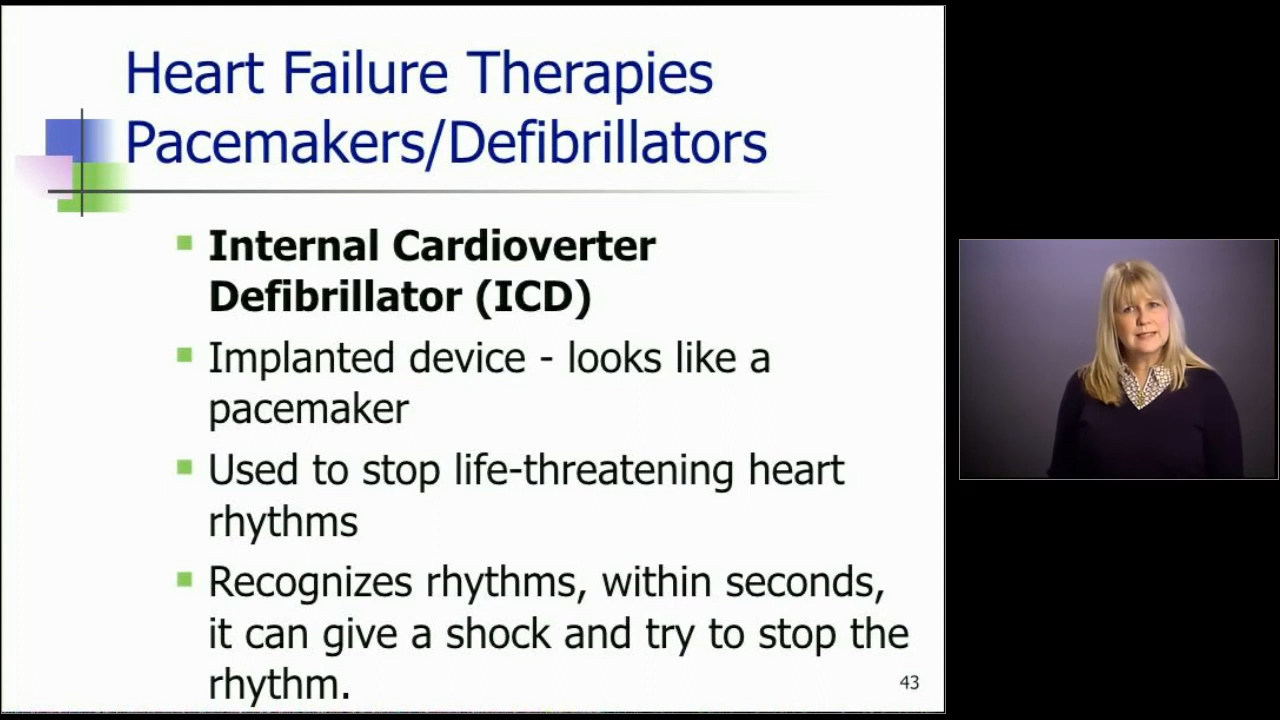 Heart Failure Therapies
Pacemakers/Defibrillators
Internal Cardioverter
Defibrillator (ICD)
Implanted device - looks like a
pacemaker
Used to stop life-threatening heart
rhythms
Recognizes rhythms, within seconds,
it can give a shock and try to stop the
rhythm.
43